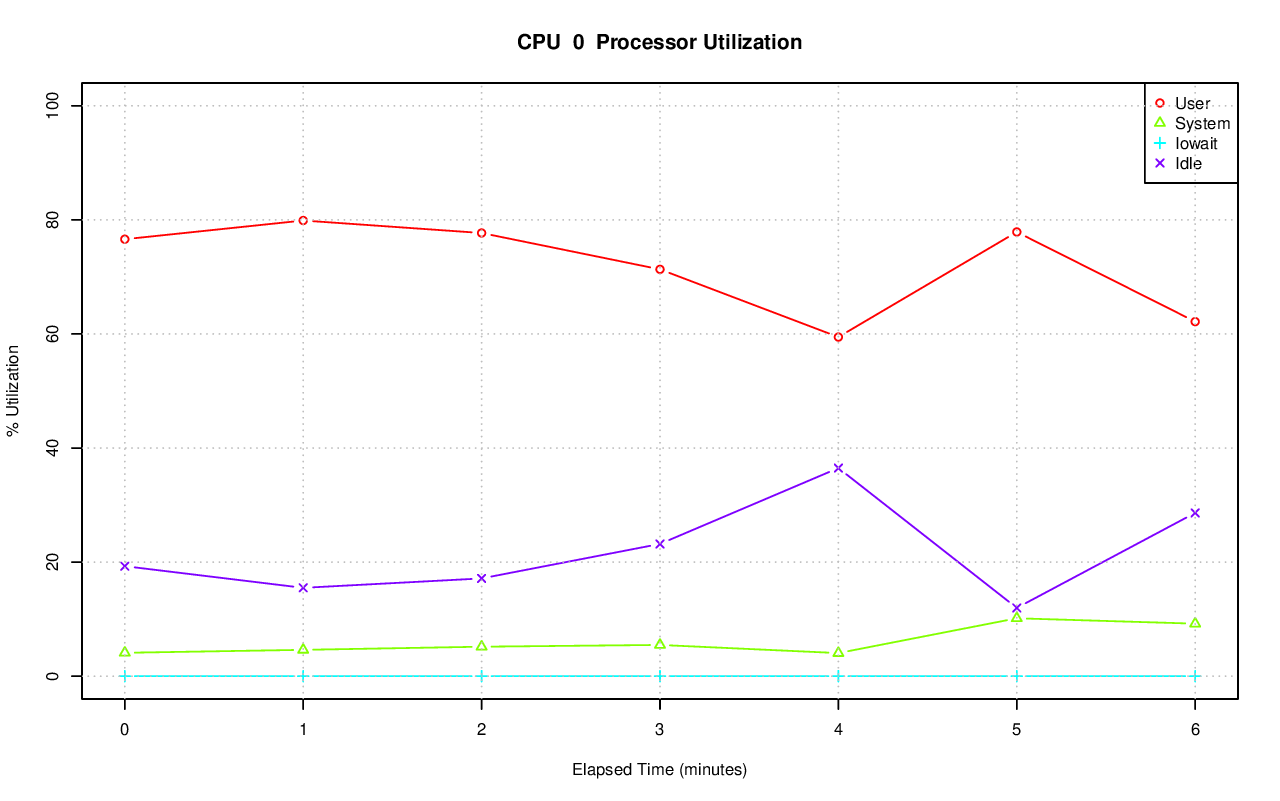 CPU  0  Processor Utilization
100
80
60
40
20
0
% Utilization
User
System
Iowait
Idle
0 1 2 3 4 5 6
Elapsed Time (minutes)